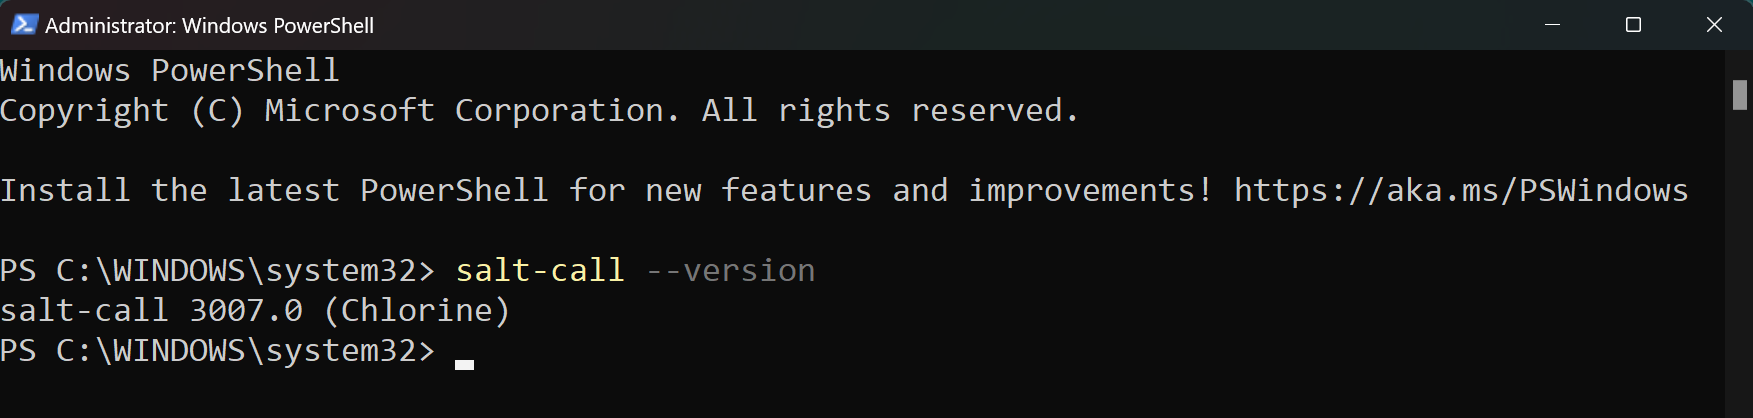 Administrator: Windows PowerShell
Windows PowerShell
Copyright (C) Microsoft Corporation. All rights reserved.
Install the latest PowerShell for new features and improvements! https://aka.ms/PSWindows
PS C:\WINDOWS\system32> salt-call --version
salt-call 3007.0 (Chlorine)
PS C:\WINDOWS\system32>